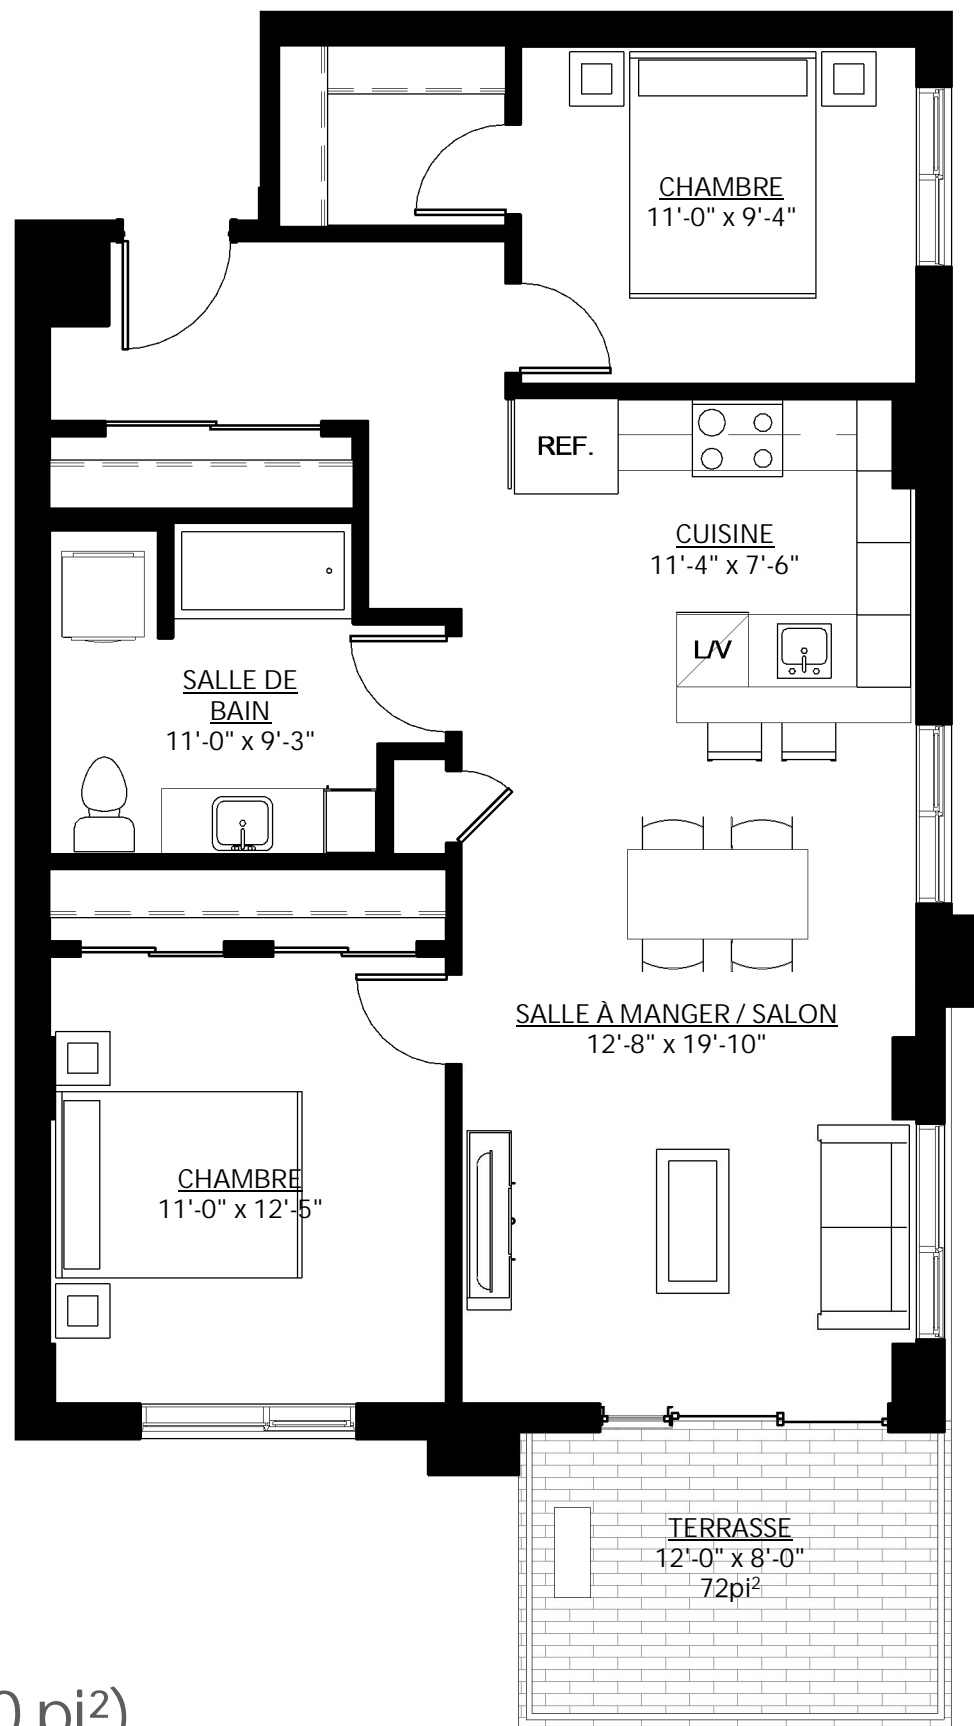 CHAMBRE
11'-0" x 9'-4"
REF.
CUISINE
11'-4" x 7'-6"
L/V
SALLE DE
BAIN
11'-0" x 9'-3"
SALLE À MANGER / SALON
12'-8" x 19'-10"
CHAMBRE
11'-0" x 12'-5"
TERRASSE
12'-0" x 8'-0"
72pi²
pi²)